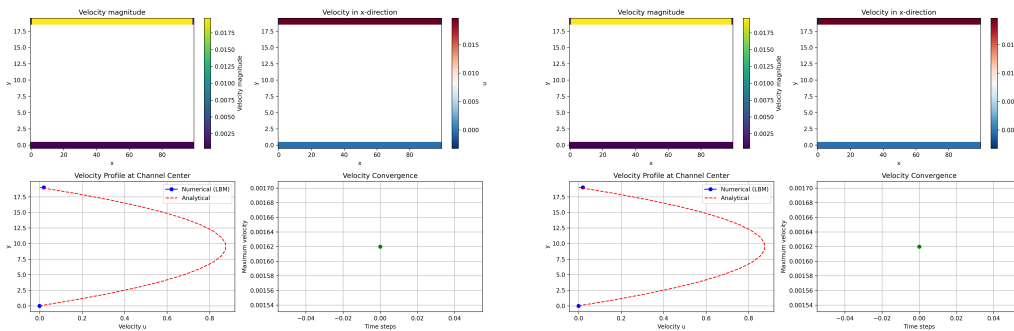 Velocity magnitude
17.5
15.0
12.5
10.0
7.5
5.0
2.5
0.0
y
0 20 40 60 80
x
0.0175
0.0150
0.0125
0.0100
0.0075
0.0050
0.0025
Velocity magnitude
Velocity in x-direction
17.5
15.0
12.5
10.0
7.5
5.0
2.5
0.0
y
0 20 40 60 80
x
0.015
0.010
0.005
0.000
u
Velocity magnitude
17.5
15.0
12.5
10.0
7.5
5.0
2.5
0.0
y
0 20 40 60 80
x
0.0175
0.0150
0.0125
0.0100
0.0075
0.0050
0.0025
Velocity magnitude
Velocity in x-direction
17.5
15.0
12.5
10.0
7.5
5.0
2.5
0.0
y
0 20 40 60 80
x
0.015
0.010
0.005
0.000
Velocity Profile at Channel Center
17.5
15.0
12.5
10.0
7.5
5.0
2.5
0.0
y
Numerical (LBM)
Analytical
0.0 0.2 0.4 0.6 0.8
Velocity u
Velocity Convergence
0.00170
0.00168
0.00166
0.00164
0.00162
0.00160
0.00158
0.00156
0.00154
Maximum velocity
−0.04 −0.02 0.00 0.02 0.04
Time steps
Velocity Profile at Channel Center
17.5
15.0
12.5
10.0
7.5
5.0
2.5
0.0
y
Numerical (LBM)
Analytical
0.0 0.2 0.4 0.6 0.8
Velocity u
Velocity Convergence
0.00170
0.00168
0.00166
0.00164
0.00162
0.00160
0.00158
0.00156
0.00154
Maximum velocity
−0.04 −0.02 0.00 0.02 0.04
Time steps